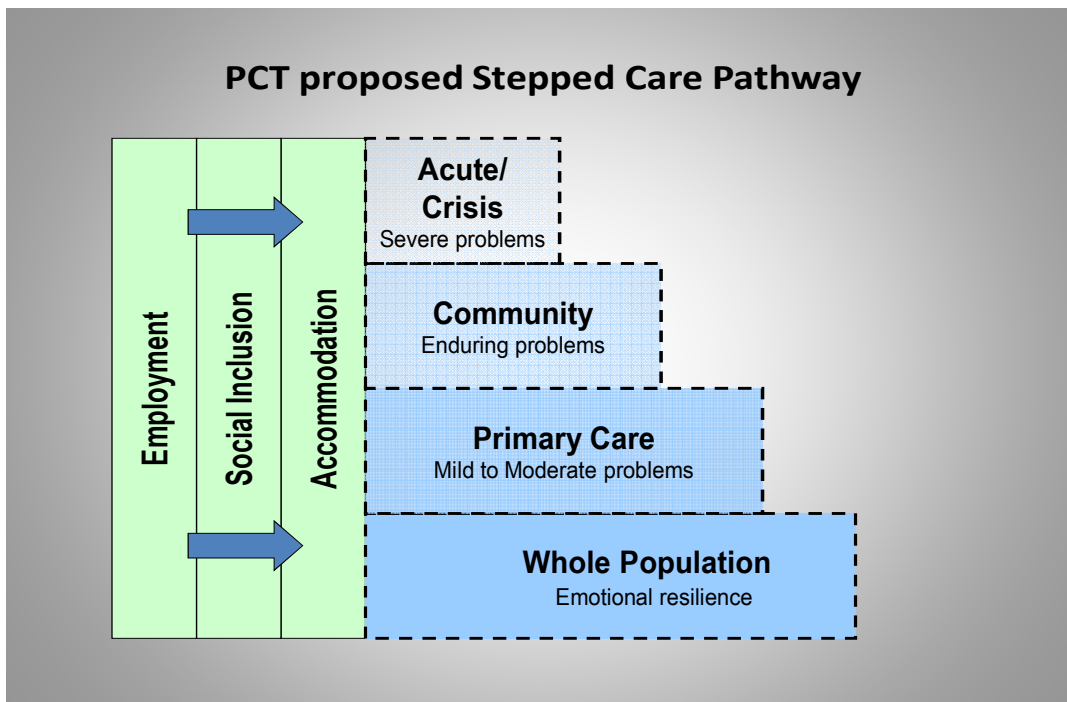 PCT proposed Stepped Care Pathway
Employment
Social Inclusion
Accommodation
Acute/
Crisis
Severe problems
Community
Enduring problems
Primary Care
Mild to Moderate problems
Whole Population
Emotional resilience